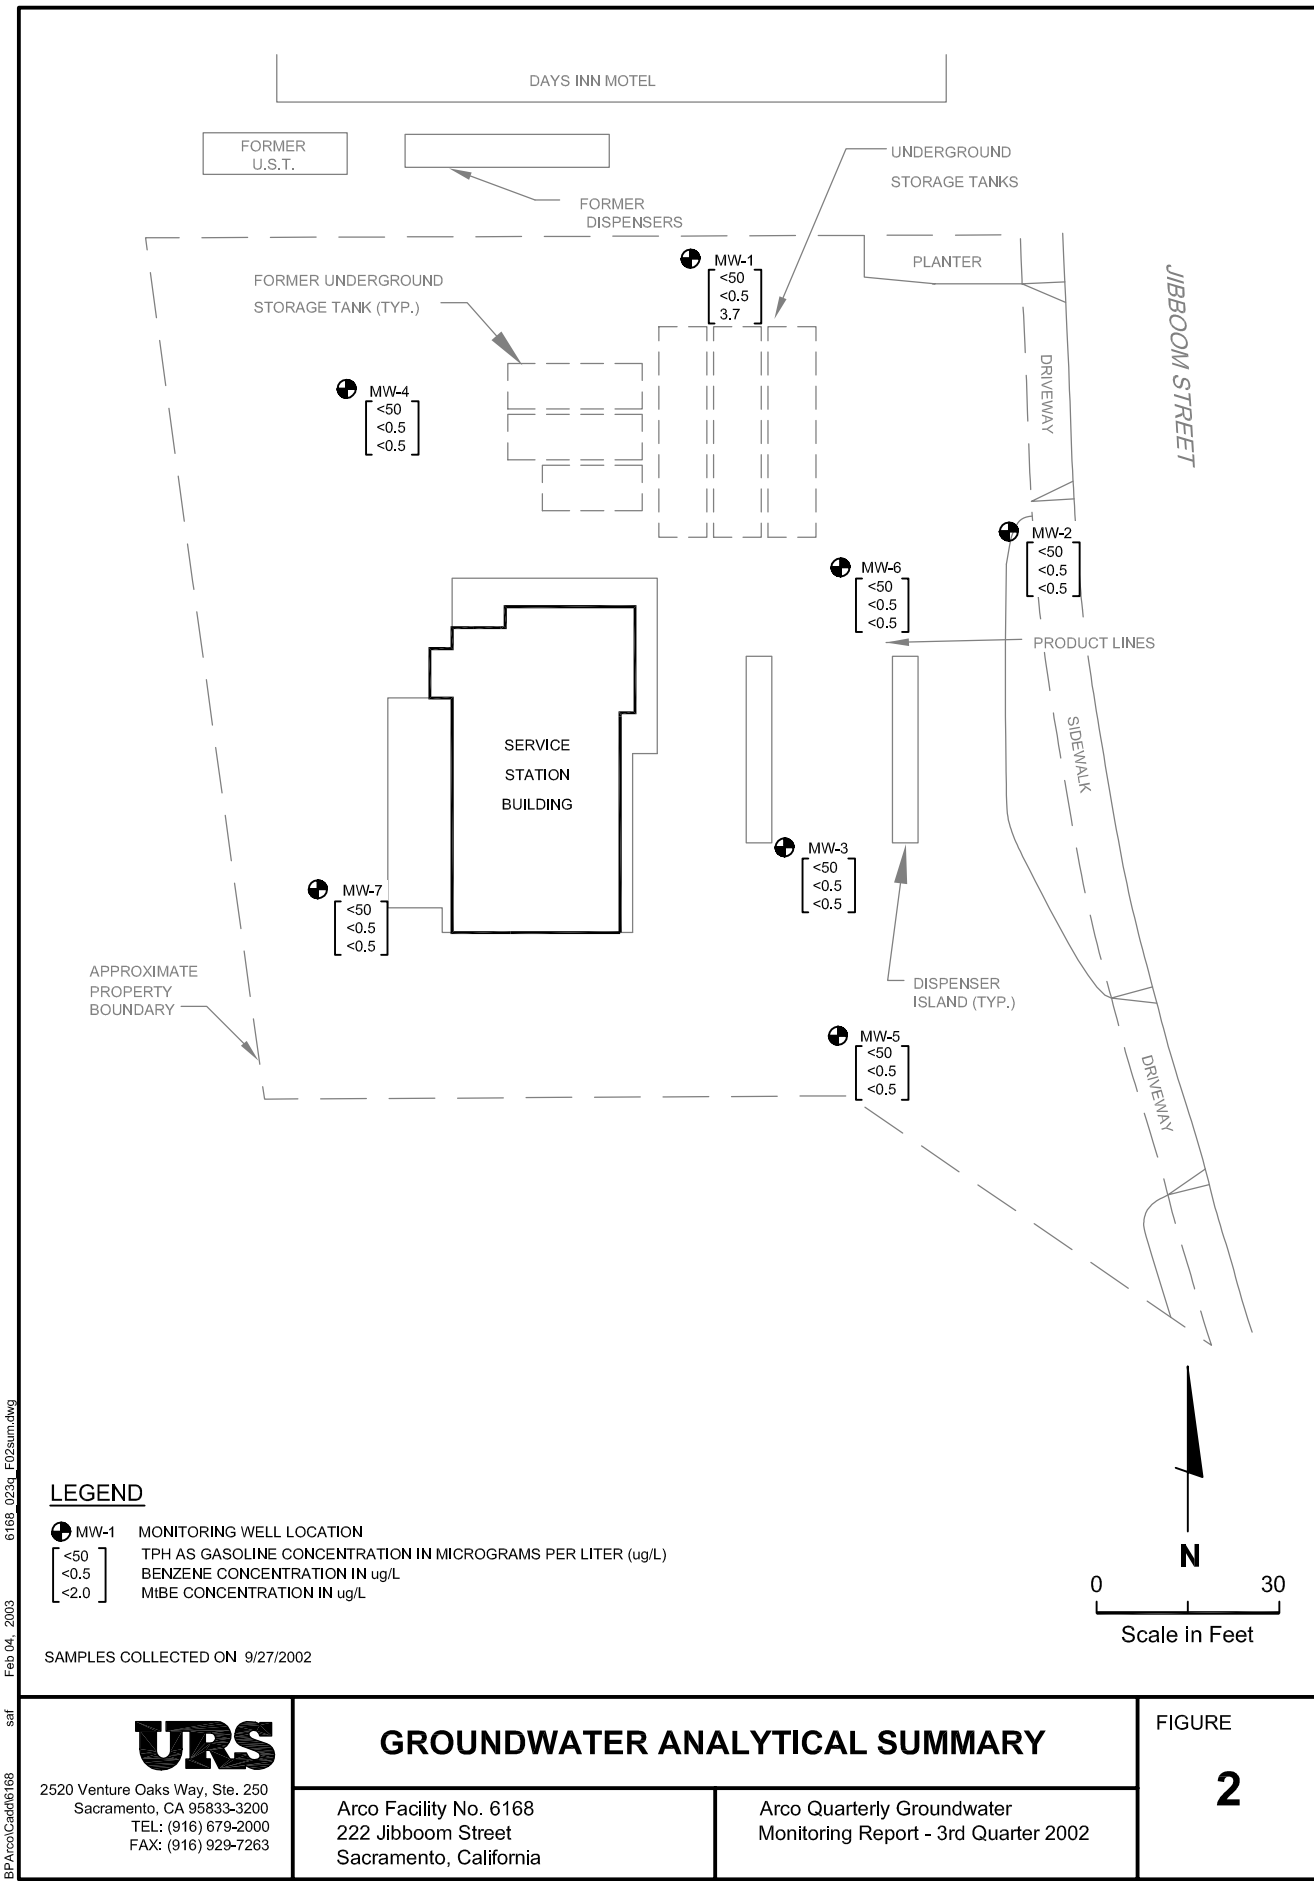 DAYS INN MOTEL
FORMER
U.S.T.
FORMER
DISPENSERS
UNDERGROUND
STORAGE TANKS
PLANTER
JIBBOOM STREET
MW-1
<50
<0.5
3.7
FORMER UNDERGROUND
STORAGE TANK (TYP.)
DRIVEWAY
MW-4
<50
<0.5
<0.5
MW-2
<50
<0.5
<0.5
MW-6
<50
<0.5
<0.5
PRODUCT LINES
SIDEWALK
SERVICE
STATION
BUILDING
MW-3
<50
<0.5
<0.5
MW-7
<50
<0.5
<0.5
APPROXIMATE
PROPERTY
BOUNDARY
DISPENSER
ISLAND (TYP.)
MW-5
<50
<0.5
<0.5
DRIVEWAY
LEGEND
MW-1 MONITORING WELL LOCATION
<50 TPH AS GASOLINE CONCENTRATION IN MICROGRAMS PER LITER (ug/L)
<0.5 BENZENE CONCENTRATION IN ug/L
<2.0 MtBE CONCENTRATION IN ug/L
SAMPLES COLLECTED ON 9/27/2002
N
0 30
Scale in Feet
BPArco\Cadd\6168 saf Feb 04, 2003 6168_023q_F02sum.dwg
URS
2520 Venture Oaks Way, Ste. 250
Sacramento, CA 95833-3200
TEL: (916) 679-2000
FAX: (916) 929-7263
GROUNDWATER ANALYTICAL SUMMARY
Arco Facility No. 6168
222 Jibboom Street
Sacramento, California
Arco Quarterly Groundwater
Monitoring Report - 3rd Quarter 2002
FIGURE
2